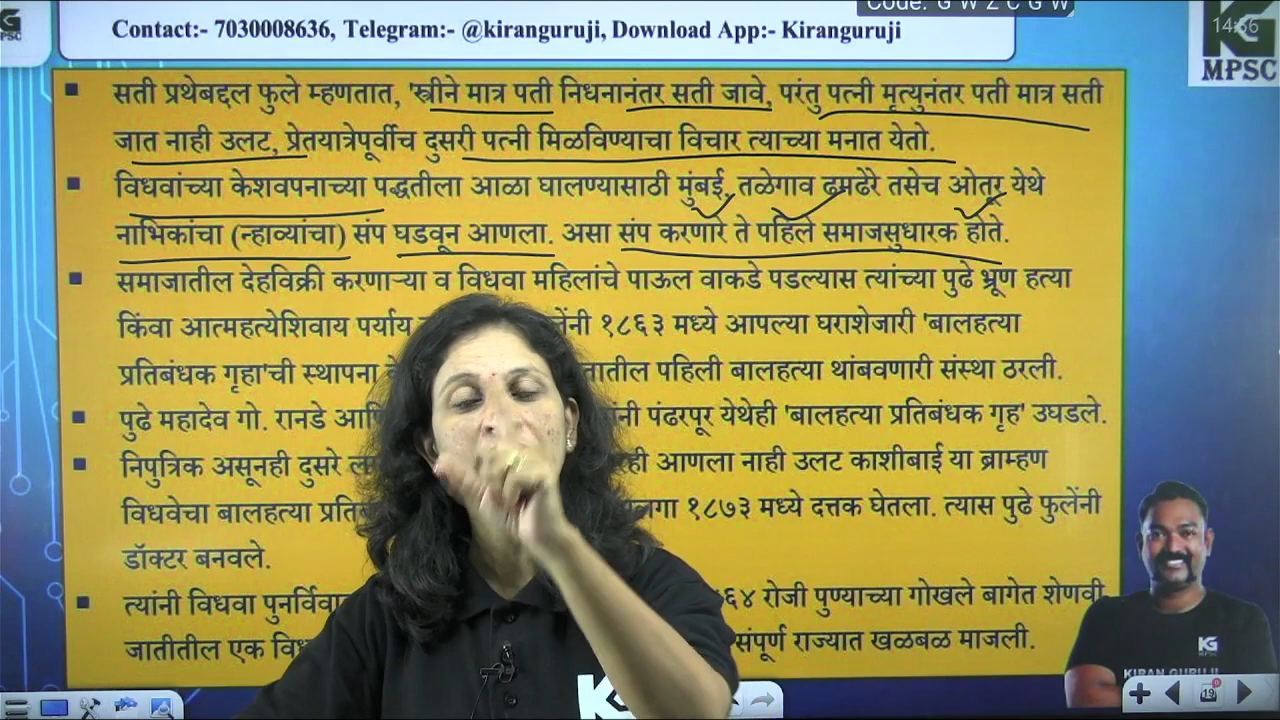 Code: G W Z C G W
14:56
Contact:- 7030008636, Telegram:- @kiranguruji, Download App:- Kiranguruji
KG
MPSC
MPSC
सती प्रथेबद्दल फुले म्हणतात, 'स्त्रीने मात्र पती निधनानंतर सती जावे, परंतु पत्नी मृत्युनंतर पती मात्र सती
जात नाही उलट, प्रेतयात्रेपूर्वीच दुसरी पत्नी मिळविण्याचा विचार त्याच्या मनात येतो.
विधवांच्या केशवपनाच्या पद्धतीला आळा घालण्यासाठी मुंबई, तळेगाव ढमढेरे तसेच ओतूर येथे
नाभिकांचा (न्हाव्यांचा) संप घडवून आणला. असा संप करणारे ते पहिले समाजसुधारक होते.
समाजातील देहविक्री करणाऱ्या व विधवा महिलांचे पाऊल वाकडे पडल्यास त्यांच्या पुढे भ्रूण हत्या
किंवा आत्महत्येशिवाय पर्याय १८६३ मध्ये आपल्या घराशेजारी 'बालहत्या
प्रतिबंधक गृहा'ची स्थापना पहिली बालहत्या थांबवणारी संस्था ठरली.
पुढे महादेव गो. रानडे पंढरपूर येथेही 'बालहत्या प्रतिबंधक गृह' उघडले.
निपुत्रिक असूनही दुसरे आणला नाही उलट काशीबाई या ब्राम्हण
विधवेचा बालहत्या १८७३ मध्ये दत्तक घेतला. त्यास पुढे फुलेंनी
डॉक्टर बनवले.
त्यांनी विधवा रोजी पुण्याच्या गोखले बागेत शेणवी
जातीतील एक संपूर्ण राज्यात खळबळ माजली.
KG
MPSC
KIRAN GURUJI
19